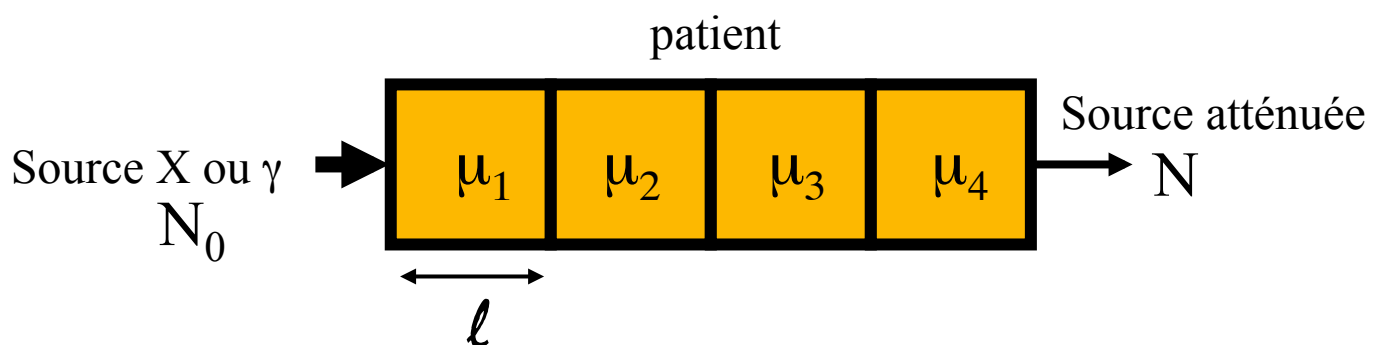 patient
Source X ou γ
N₀
μ₁
μ₂
μ₃
μ₄
Source atténuée
N
ℓ